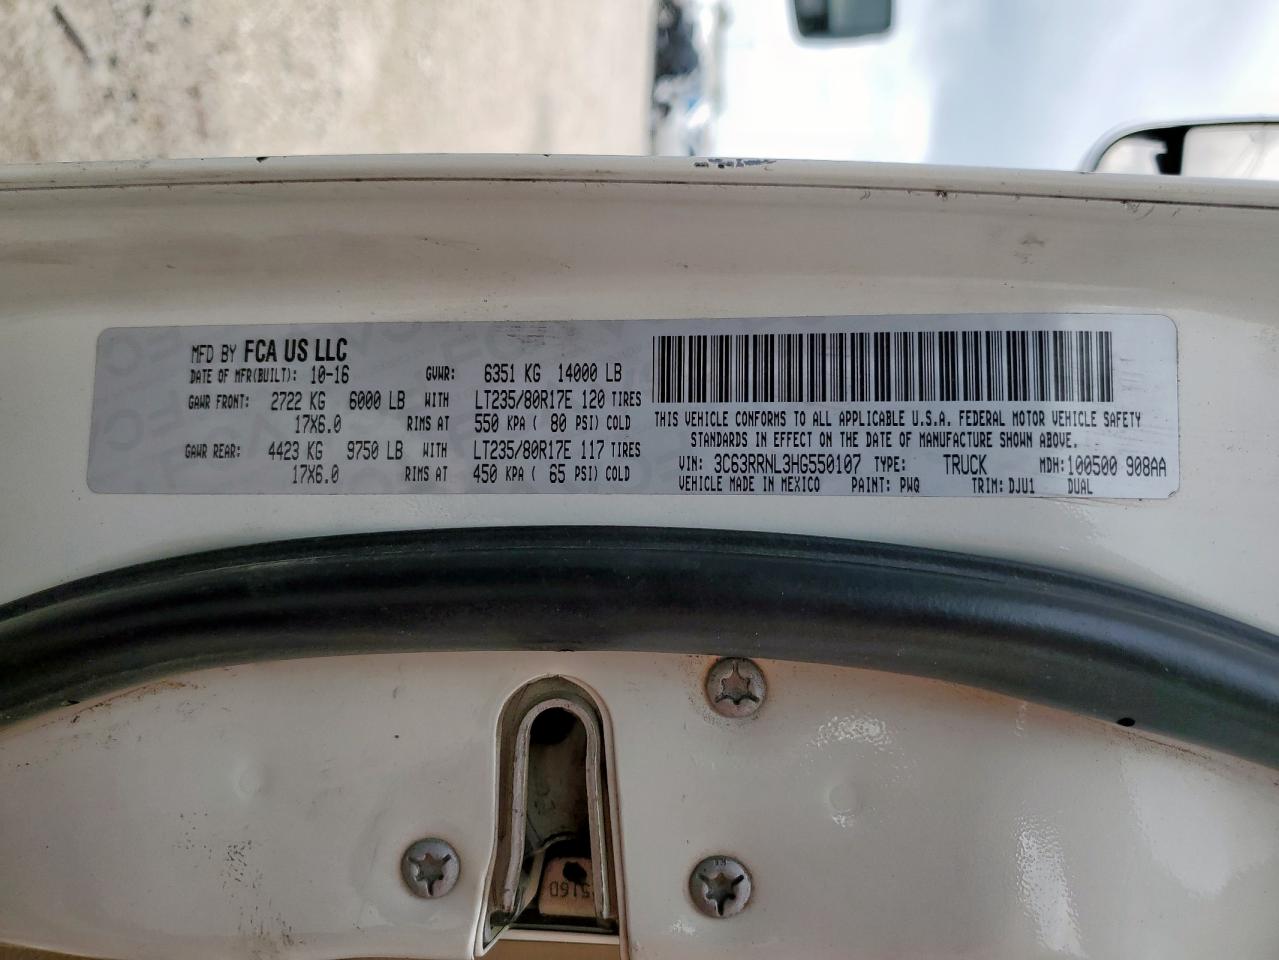 MFD BY FCA US LLC
DATE OF MFR(BUILT): 10-16 GVWR: 6351 KG 14000 LB
GAWR FRONT: 2722 KG 6000 LB WITH LT235/80R17E 120 TIRES
17X6.0 RIMS AT 550 KPA ( 80 PSI) COLD
GAWR REAR: 4423 KG 9750 LB WITH LT235/80R17E 117 TIRES
17X6.0 RIMS AT 450 KPA ( 65 PSI) COLD
THIS VEHICLE CONFORMS TO ALL APPLICABLE U.S.A. FEDERAL MOTOR VEHICLE SAFETY
STANDARDS IN EFFECT ON THE DATE OF MANUFACTURE SHOWN ABOVE.
VIN: 3C63RRNL3HG550107 TYPE: TRUCK MDH: 100500 908AA
VEHICLE MADE IN MEXICO PAINT: PWQ TRIM: DJU1 DUAL